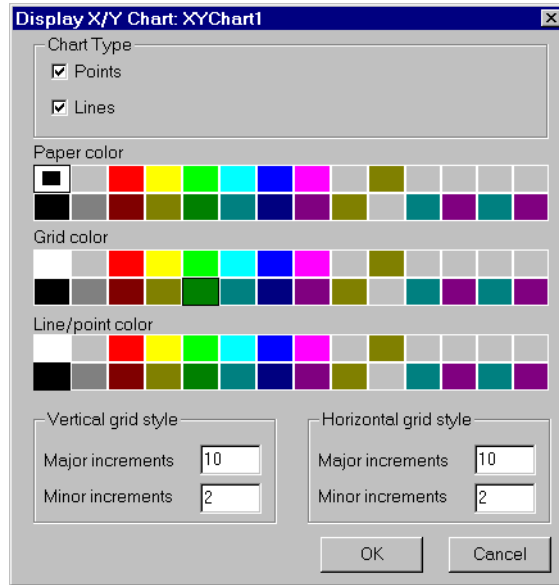 Display X/Y Chart: XYChart1
Chart Type
Points
Lines
Paper color
Grid color
Line/point color
Vertical grid style
Major increments 10
Minor increments 2
Horizontal grid style
Major increments 10
Minor increments 2
OK Cancel